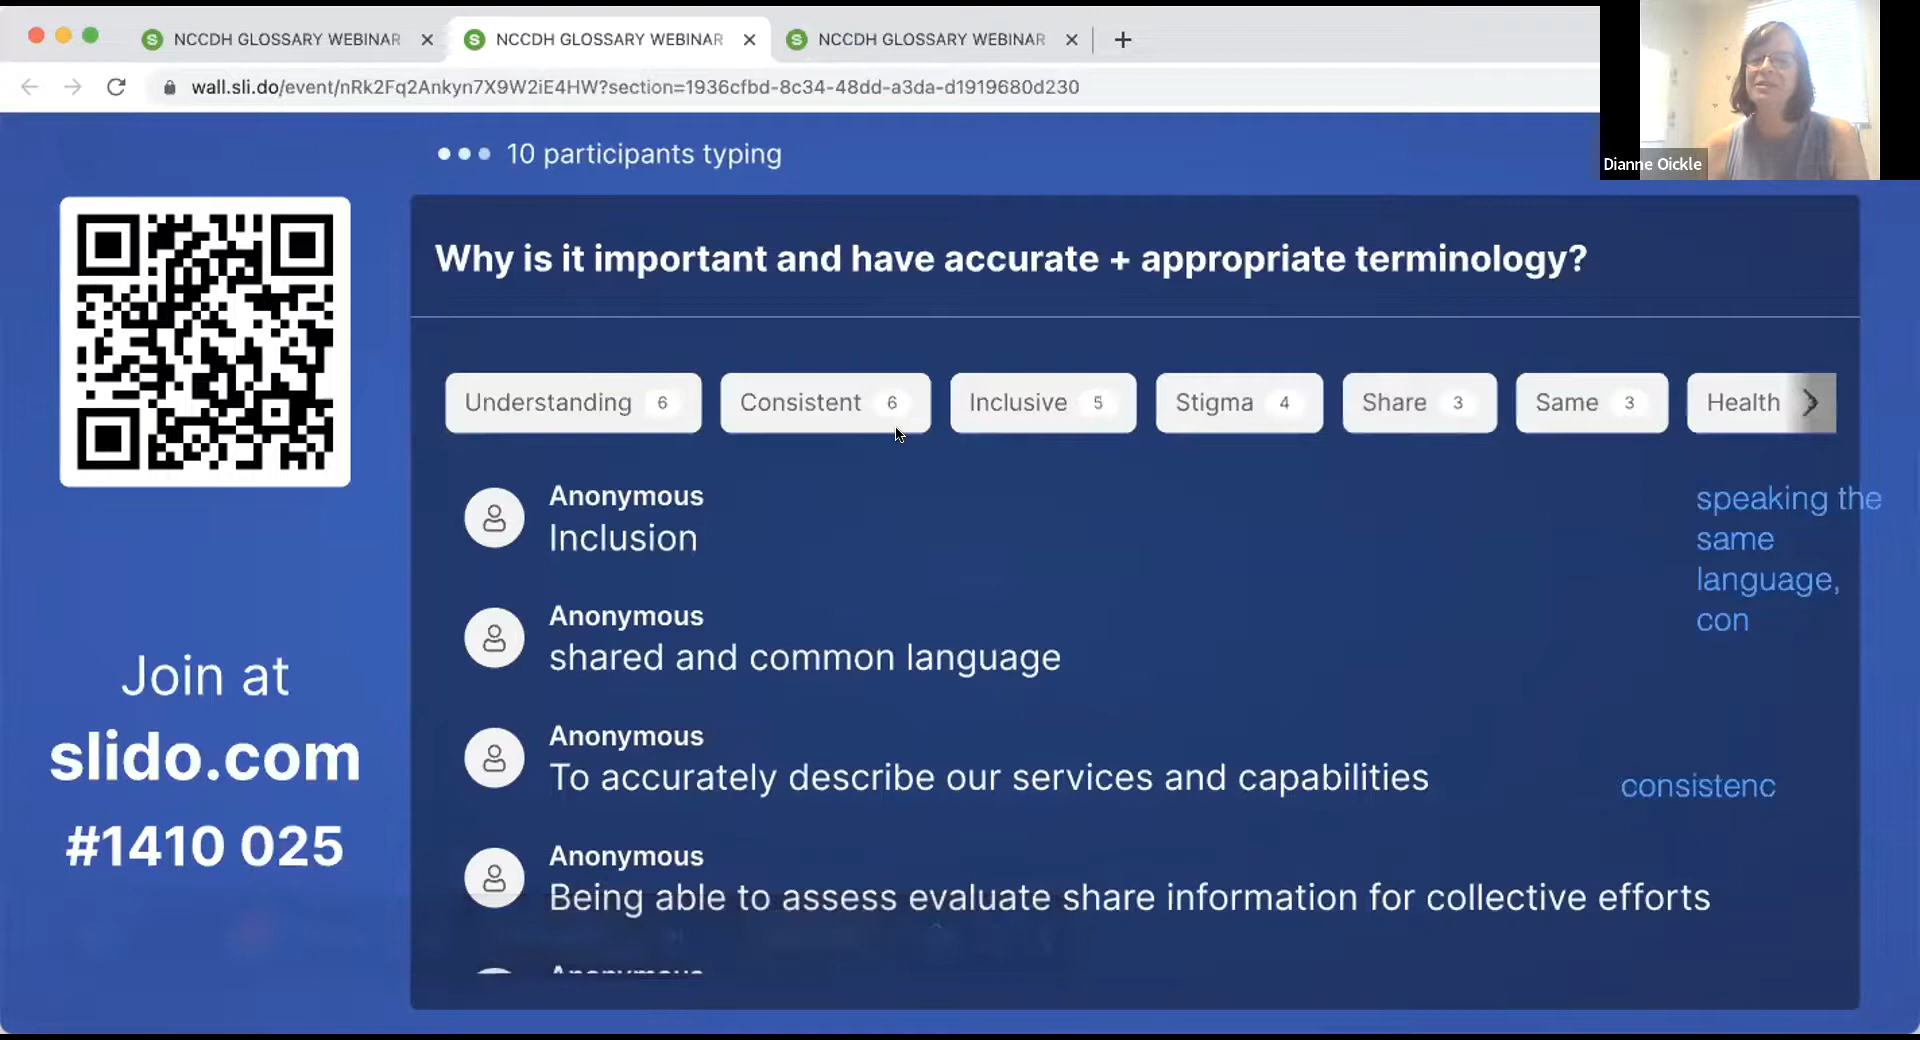 NCCDH GLOSSARY WEBINAR
NCCDH GLOSSARY WEBINAR
NCCDH GLOSSARY WEBINAR
wall.sli.do/event/nRk2Fq2Ankyn7X9W2iE4HW?section=1936cfbd-8c34-48dd-a3da-d1919680d230
Dianne Oickle
10 participants typing
Why is it important and have accurate + appropriate terminology?
Understanding 6
Consistent 6
Inclusive 5
Stigma 4
Share 3
Same 3
Health
Anonymous
Inclusion
Anonymous
shared and common language
Anonymous
To accurately describe our services and capabilities
Anonymous
Being able to assess evaluate share information for collective efforts
Anonymous
speaking the
same
language,
con
consistenc
Join at
slido.com
#1410 025